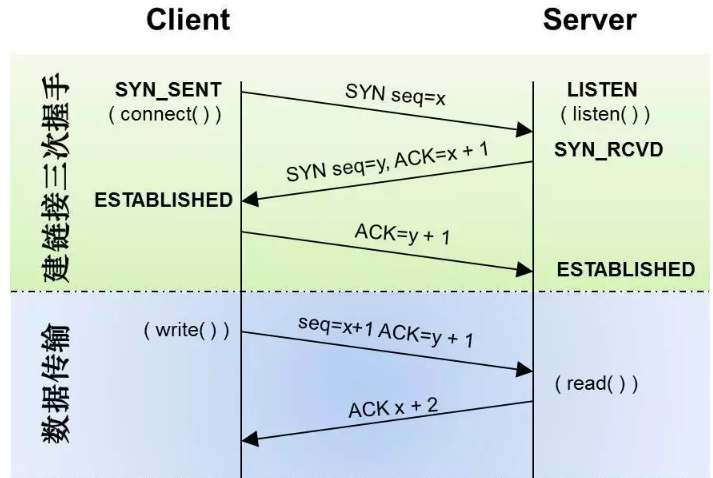 Client
Server
建链接三次握手
SYN_SENT
( connect( ) )
SYN seq=x
LISTEN
( listen( ) )
SYN_RCVD
SYN seq=y, ACK=x + 1
ESTABLISHED
ACK=y + 1
ESTABLISHED
数据传输
( write( ) )
seq=x+1 ACK=y + 1
( read( ) )
ACK x + 2